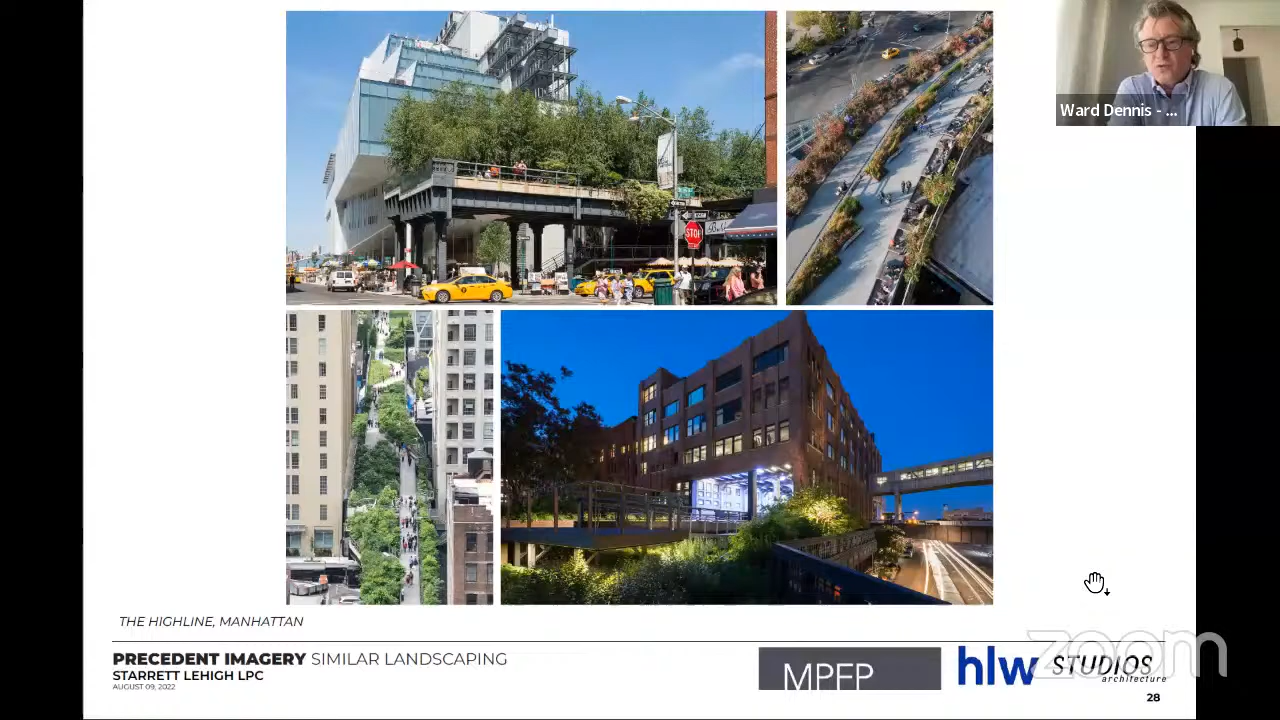 Ward Dennis - ...
STOP
THE HIGHLINE, MANHATTAN
PRECEDENT IMAGERY SIMILAR LANDSCAPING
STARRETT LEHIGH LPC
AUGUST 09, 2022
MPFP
hlw
STUDIOS
architecture
zoom
28